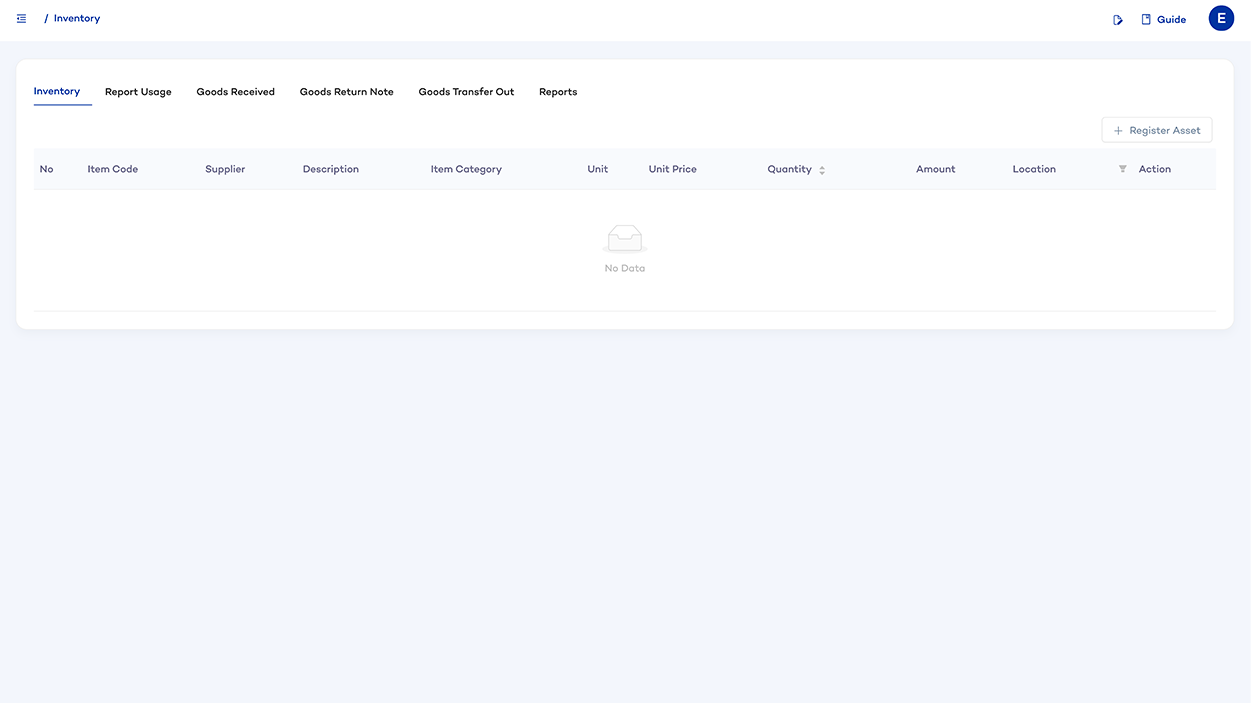 / Inventory
Guide
E
Inventory Report Usage Goods Received Goods Return Note Goods Transfer Out Reports
+ Register Asset
No Item Code Supplier Description Item Category Unit Unit Price Quantity Amount Location Action
No Data